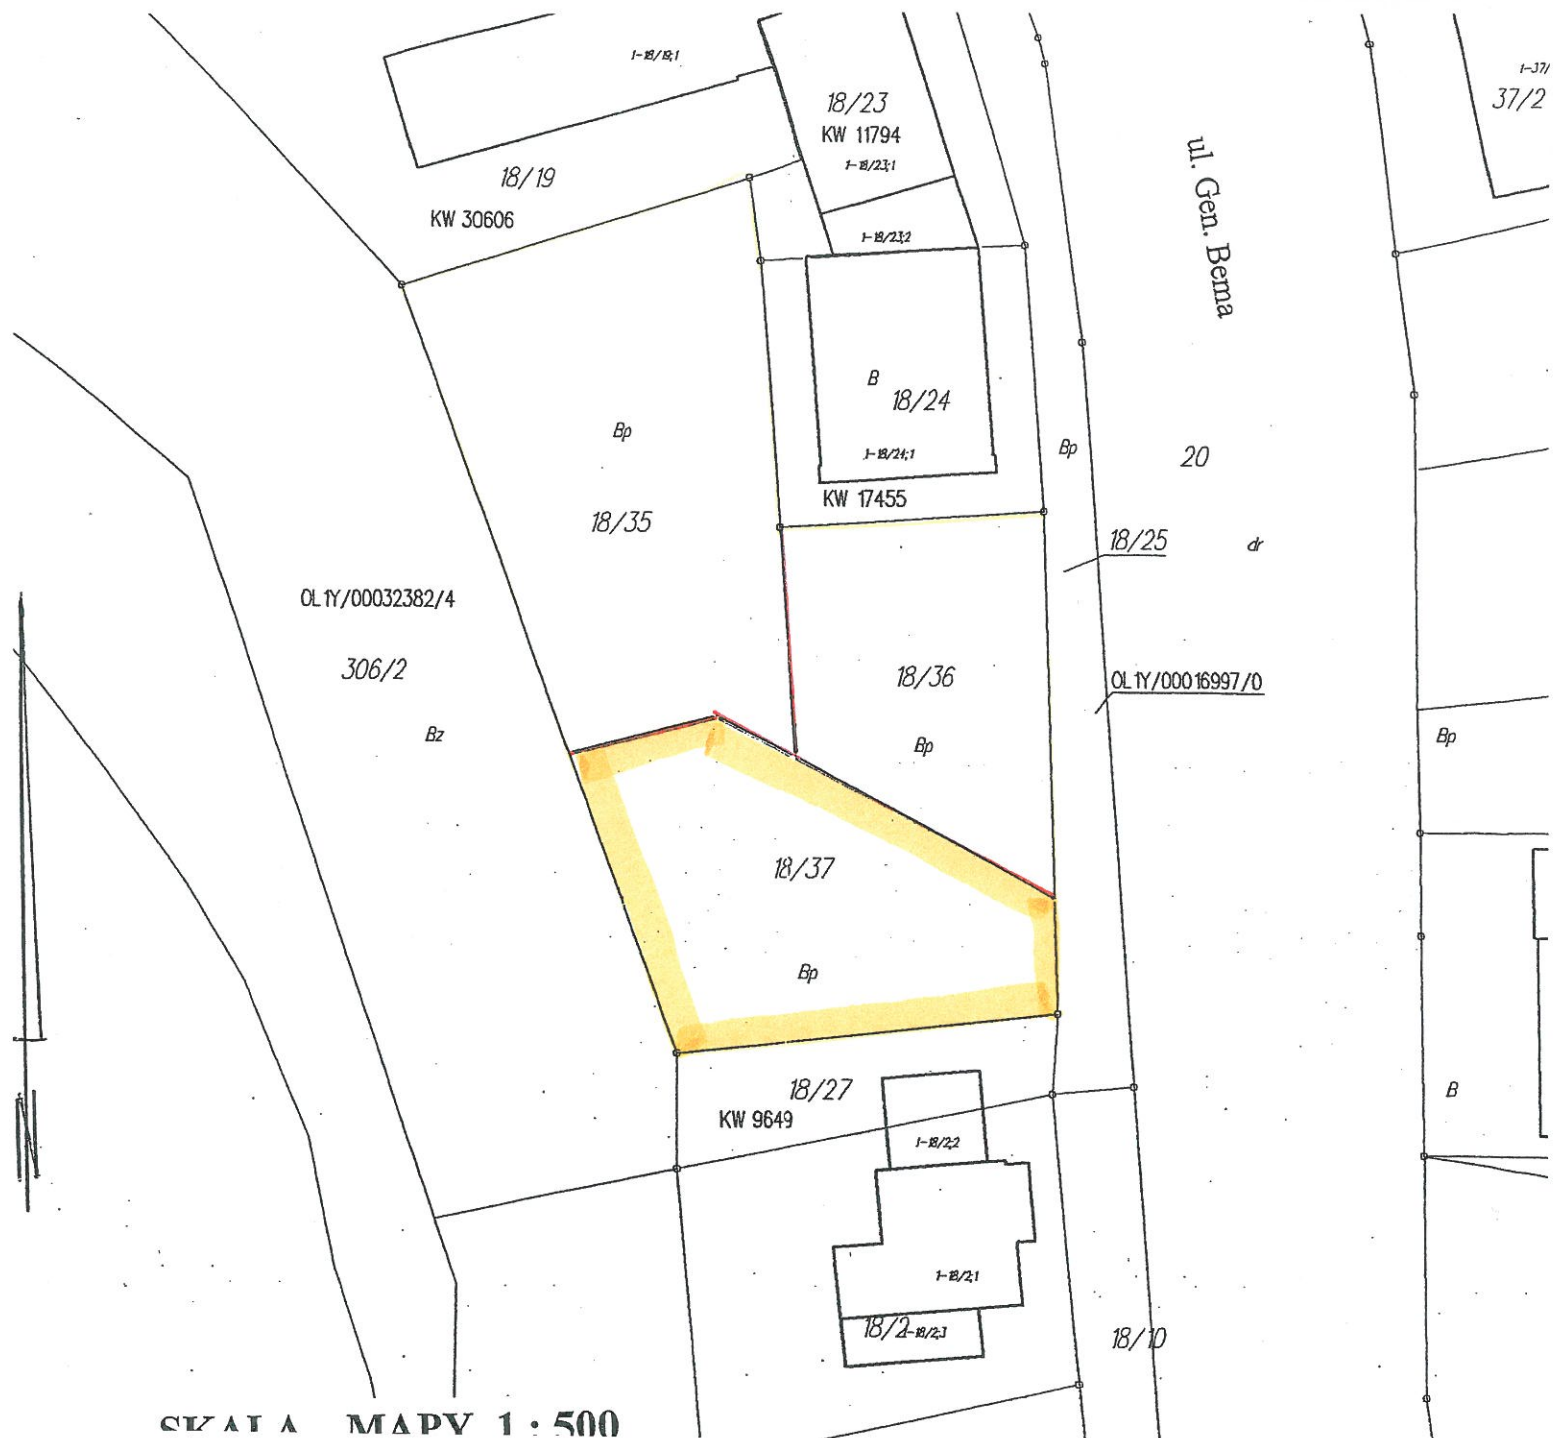 1-18/19;1
18/23
KW 11794
1-18/23;1
18/19
KW 30606
1-18/23;2
ul. Gen. Bema
37/2
B
18/24
1-18/24;1
KW 17455
Bp
18/35
Bp
20
18/25
dr
OL1Y/00032382/4
306/2
Bz
18/36
Bp
OL1Y/00016997/0
Bp
18/37
Bp
18/27
KW 9649
1-18/2;2
B
1-18/2;1
18/2
1-18/2;3
18/10
N
SKALA MAPY 1 : 500